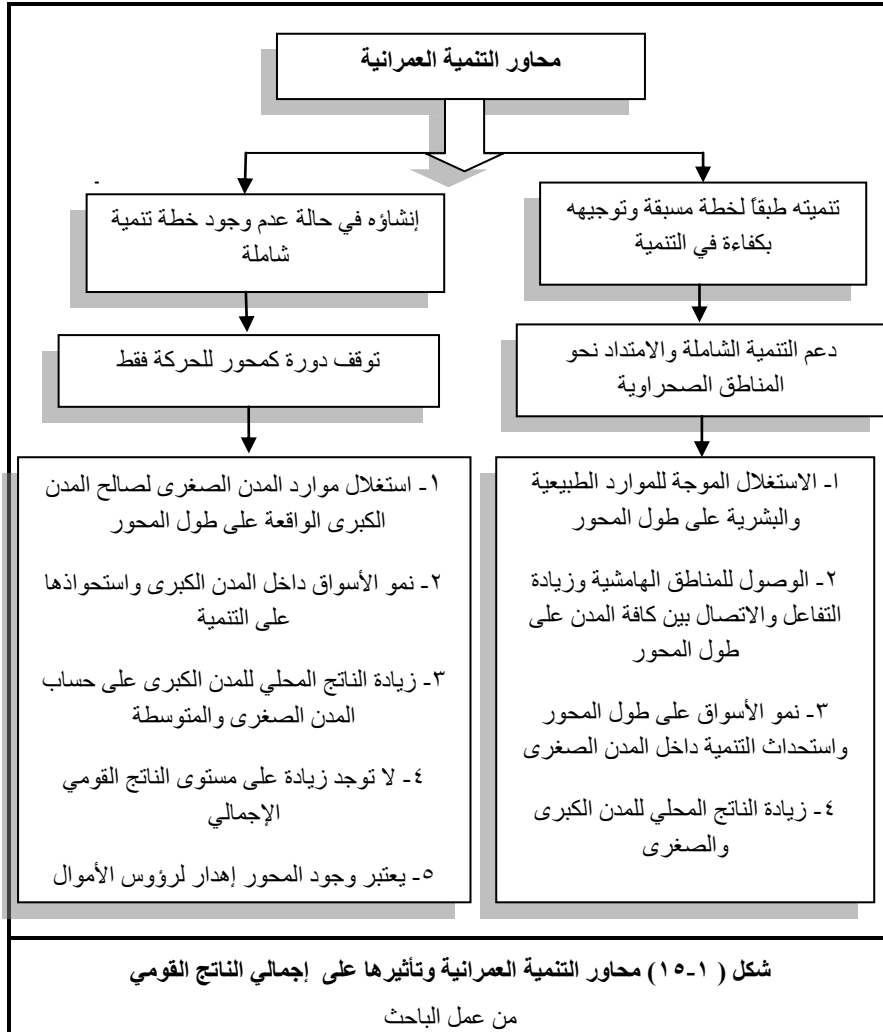 محاور التنمية العمرانية
تنميته طبقاً لخطة مسبقة وتوجيهه
بكفاءة في التنمية
دعم التنمية الشاملة والامتداد نحو
المناطق الصحراوية
١- الاستغلال الموجة للموارد الطبيعية
والبشرية على طول المحور
٢- الوصول للمناطق الهامشية وزيادة
التفاعل والاتصال بين كافة المدن على
طول المحور
٣- نمو الأسواق على طول المحور
واستحداث التنمية داخل المدن الصغرى
٤- زيادة الناتج المحلي للمدن الكبرى
والصغرى
إنشاؤه في حالة عدم وجود خطة تنمية
شاملة
توقف دورة كمحور للحركة فقط
١- استغلال موارد المدن الصغرى لصالح المدن
الكبرى الواقعة على طول المحور
٢- نمو الأسواق داخل المدن الكبرى واستحواذها
على التنمية
٣- زيادة الناتج المحلي للمدن الكبرى على حساب
المدن الصغرى والمتوسطة
٤- لا توجد زيادة على مستوى الناتج القومي
الإجمالي
٥- يعتبر وجود المحور إهدار لرؤوس الأموال
شكل ( ١-١٥ ) محاور التنمية العمرانية وتأثيرها على إجمالي الناتج القومي
من عمل الباحث